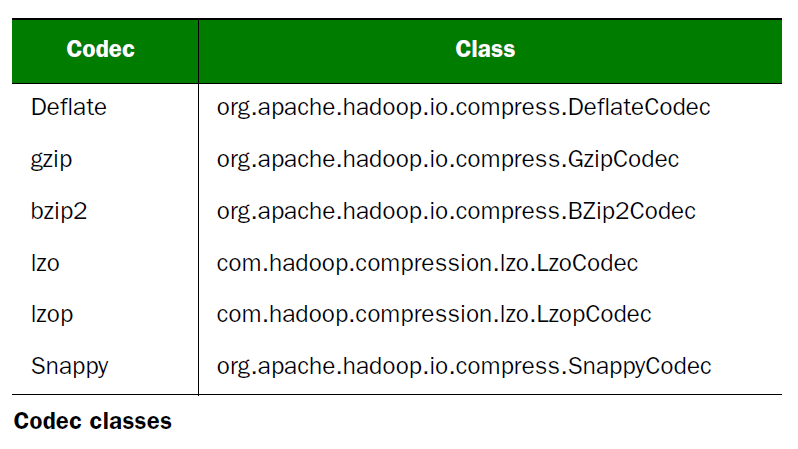 Codec Class
Deflate org.apache.hadoop.io.compress.DeflateCodec
gzip org.apache.hadoop.io.compress.GzipCodec
bzip2 org.apache.hadoop.io.compress.BZip2Codec
lzo com.hadoop.compression.lzo.LzoCodec
lzop com.hadoop.compression.lzo.LzopCodec
Snappy org.apache.hadoop.io.compress.SnappyCodec
Codec classes